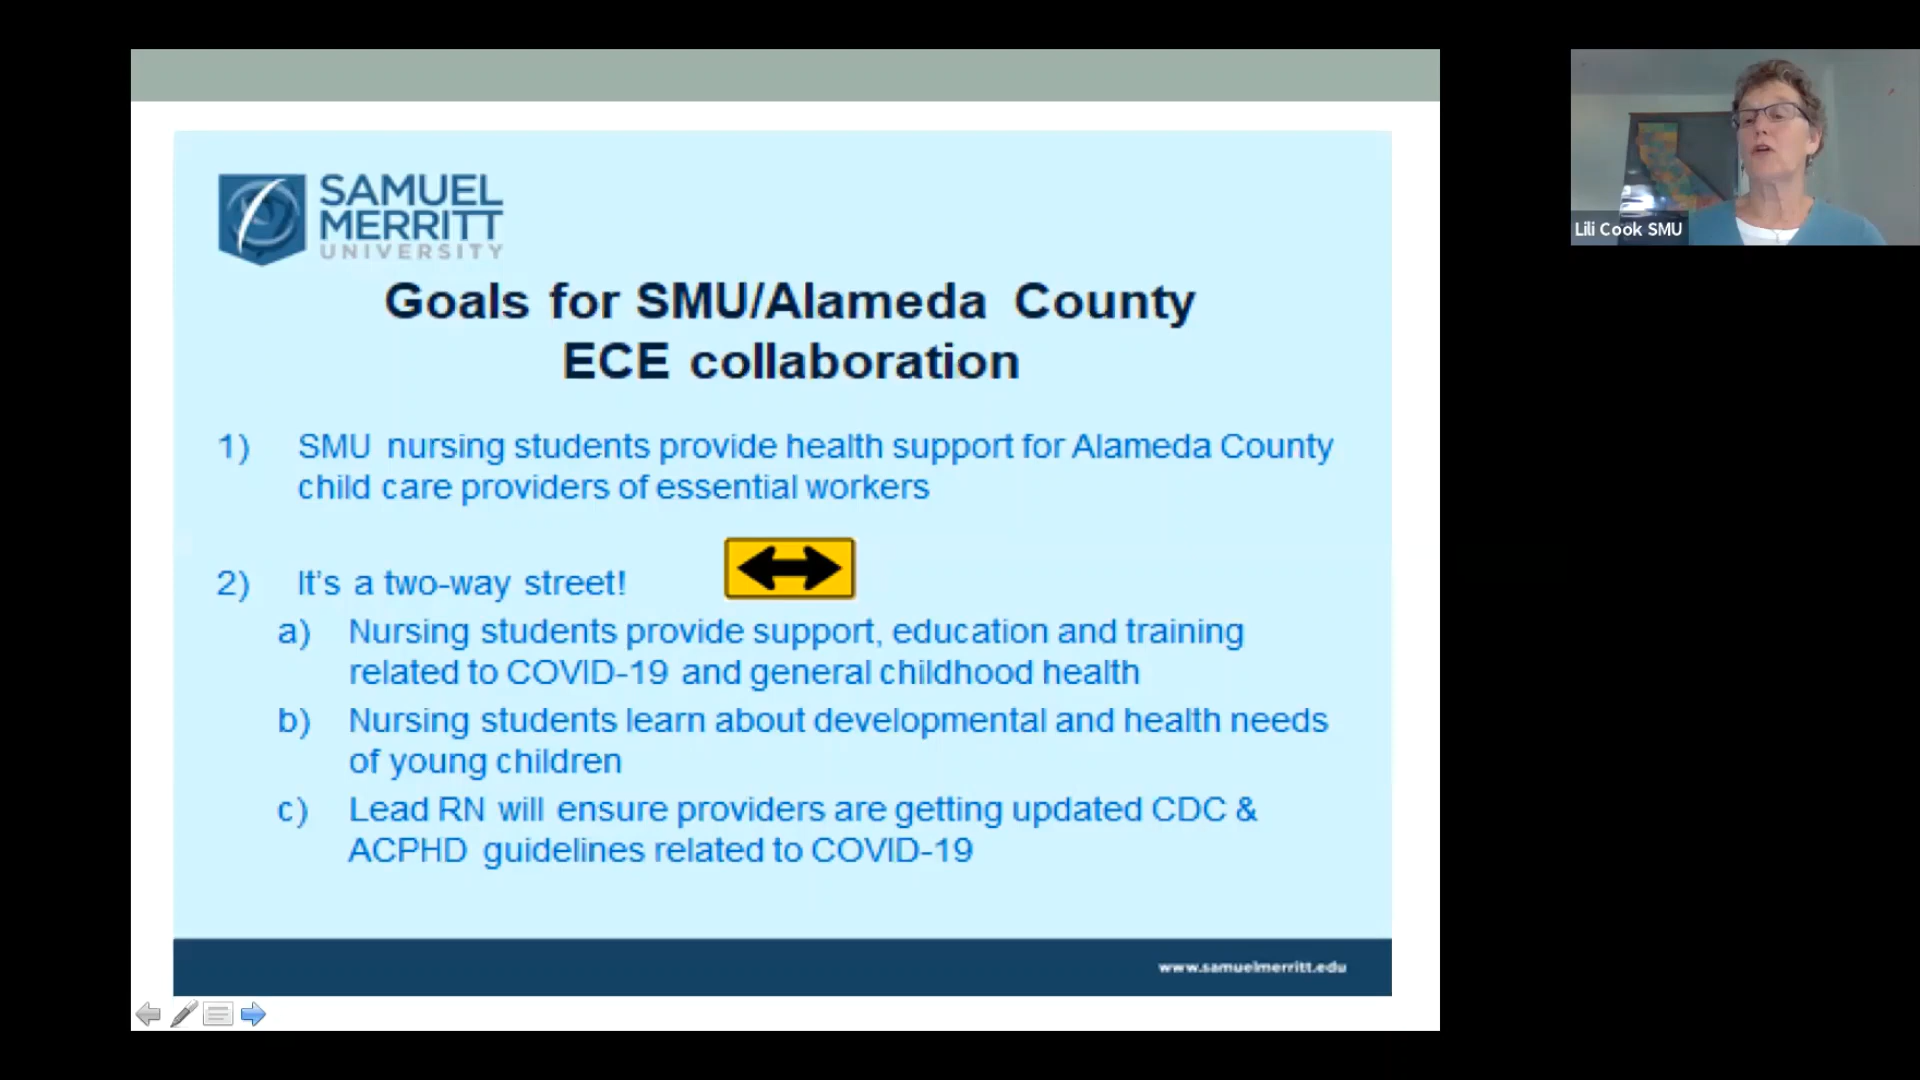 SAMUEL
MERRITT
UNIVERSITY
Goals for SMU/Alameda County
ECE collaboration
1) SMU nursing students provide health support for Alameda County
child care providers of essential workers
2) It's a two-way street!
a) Nursing students provide support, education and training
related to COVID-19 and general childhood health
b) Nursing students learn about developmental and health needs
of young children
c) Lead RN will ensure providers are getting updated CDC &
ACPHD guidelines related to COVID-19
www.samuelmerritt.edu
Lili Cook SMU